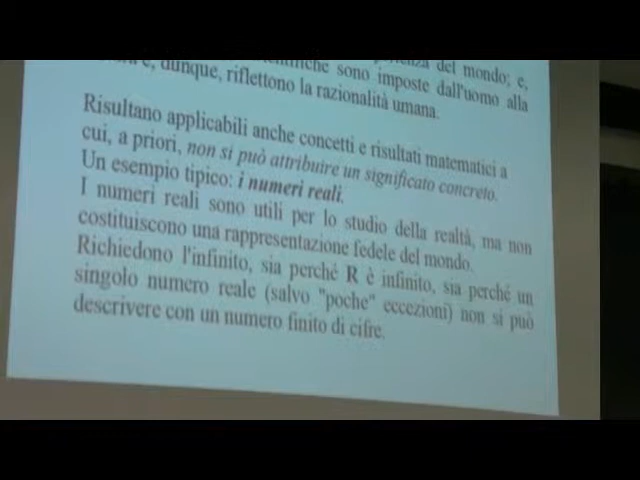 del mondo; e,
dunque, riflettono sono imposte dall'uomo alla
la razionalità umana.
Risultano applicabili anche concetti e risultati matematici a
cui, a priori, non si può attribuire un significato concreto.
Un esempio tipico: i numeri reali.
I numeri reali sono utili per lo studio della realtà, ma non
costituiscono una rappresentazione fedele del mondo.
Richiedono l'infinito, sia perché R è infinito, sia perché un
singolo numero reale (salvo "poche" eccezioni) non si può
descrivere con un numero finito di cifre.